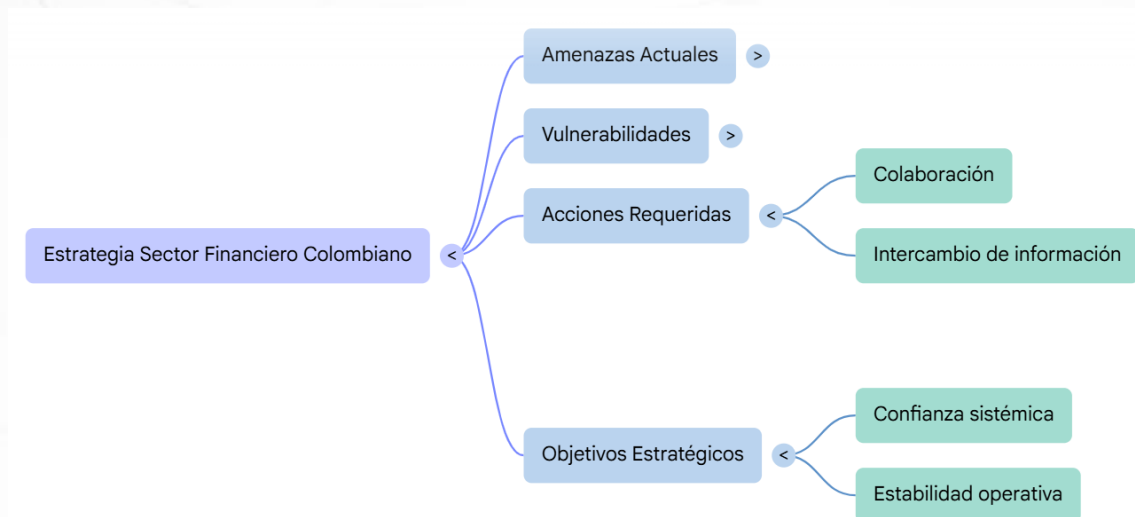 Estrategia Sector Financiero Colombiano
<
Amenazas Actuales
>
Vulnerabilidades
>
Acciones Requeridas
<
Colaboración
Intercambio de información
Objetivos Estratégicos
<
Confianza sistémica
Estabilidad operativa